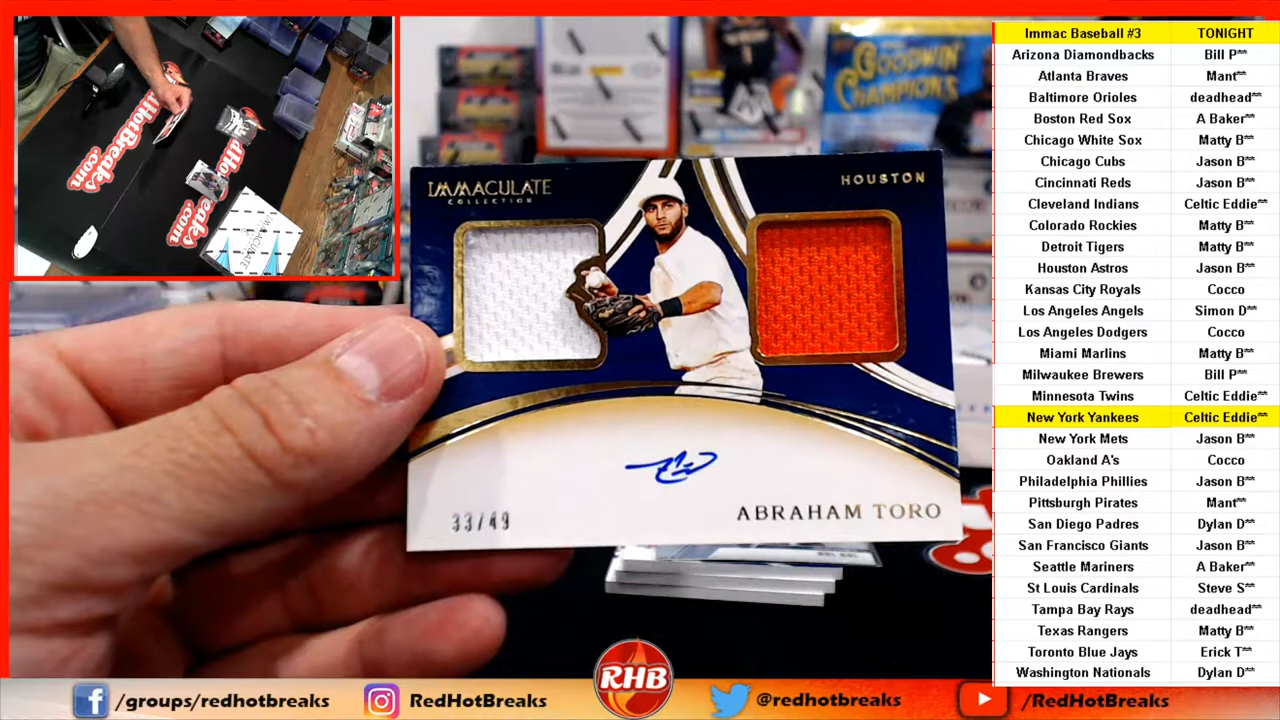 IMMACULATE
COLLECTION
HOUSTON
33/49
ABRAHAM TORO
GOODWIN
CHAMPIONS
RedHotBreaks
.com
IMMACULATE
Immac Baseball #3 TONIGHT
Arizona Diamondbacks Bill P**
Atlanta Braves Mant**
Baltimore Orioles deadhead**
Boston Red Sox A Baker**
Chicago White Sox Matty B**
Chicago Cubs Jason B**
Cincinnati Reds Jason B**
Cleveland Indians Celtic Eddie**
Colorado Rockies Matty B**
Detroit Tigers Matty B**
Houston Astros Jason B**
Kansas City Royals Cocco
Los Angeles Angels Simon D**
Los Angeles Dodgers Cocco
Miami Marlins Matty B**
Milwaukee Brewers Bill P**
Minnesota Twins Celtic Eddie**
New York Yankees Celtic Eddie**
New York Mets Jason B**
Oakland A's Cocco
Philadelphia Phillies Jason B**
Pittsburgh Pirates Mant**
San Diego Padres Dylan D**
San Francisco Giants Jason B**
Seattle Mariners A Baker**
St Louis Cardinals Steve S**
Tampa Bay Rays deadhead**
Texas Rangers Matty B**
Toronto Blue Jays Erick T**
Washington Nationals Dylan D**
/groups/redhotbreaks
RedHotBreaks
RHB
@redhotbreaks
/RedHotBreaks